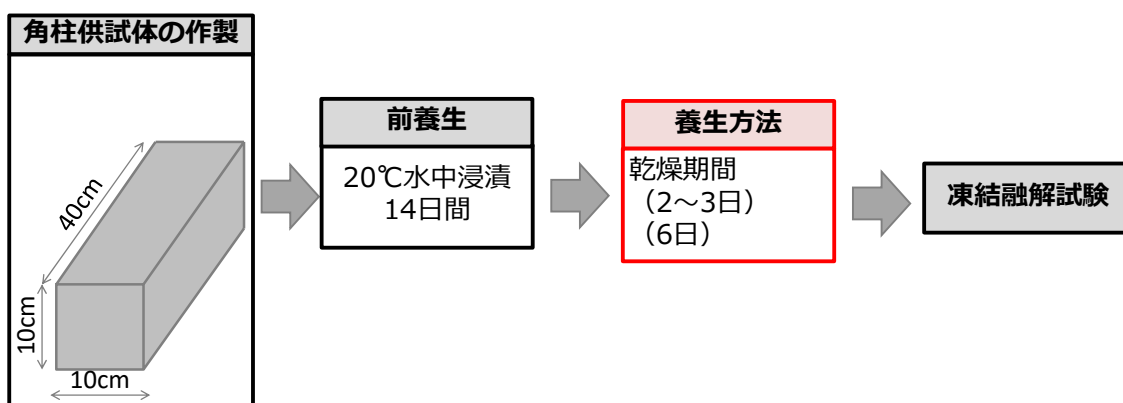 角柱供試体の作製
40cm
10cm
10cm
前養生
20℃水中浸漬
14日間
養生方法
乾燥期間
（2～3日）
（6日）
凍結融解試験